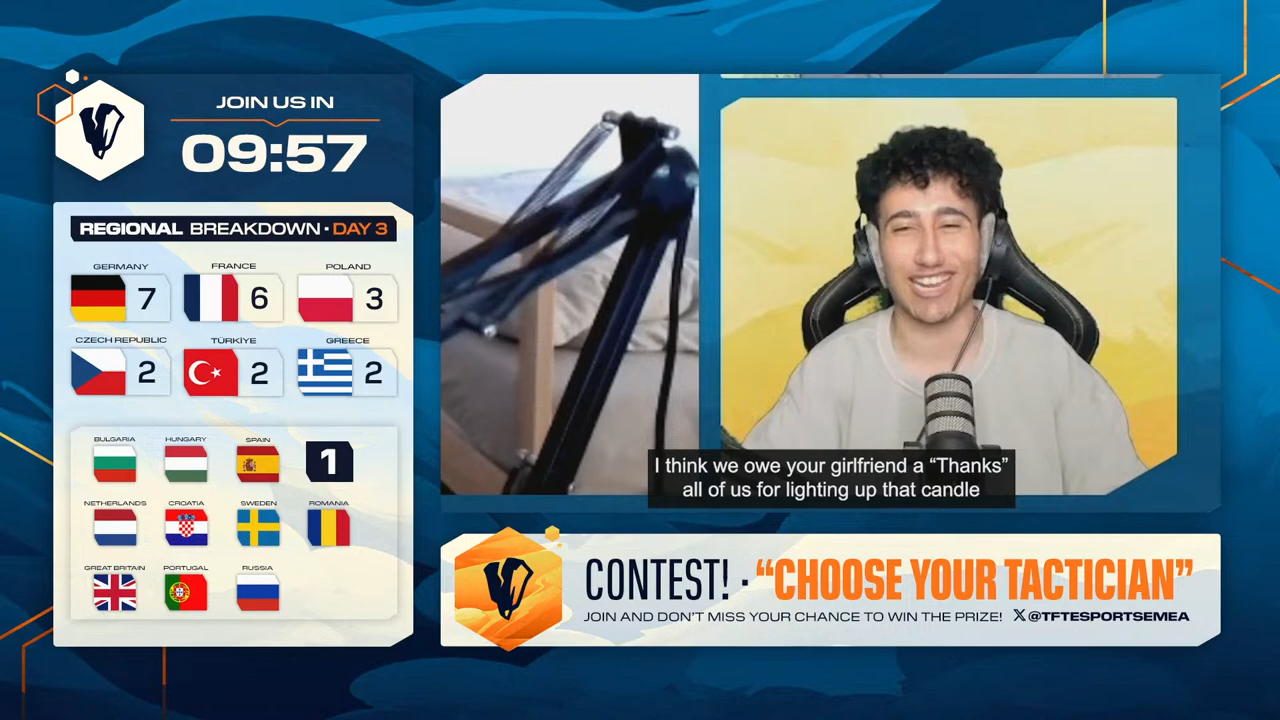 JOIN US IN
09:57
REGIONAL BREAKDOWN · DAY 3
GERMANY
7
FRANCE
6
POLAND
3
CZECH REPUBLIC
2
TÜRKIYE
2
GREECE
2
BULGARIA
HUNGARY
SPAIN
1
NETHERLANDS
CROATIA
SWEDEN
ROMANIA
GREAT BRITAIN
PORTUGAL
RUSSIA
I think we owe your girlfriend a “Thanks”
all of us for lighting up that candle
CONTEST! · “CHOOSE YOUR TACTICIAN”
JOIN AND DON'T MISS YOUR CHANCE TO WIN THE PRIZE! X @TFTESPORTSEMEA